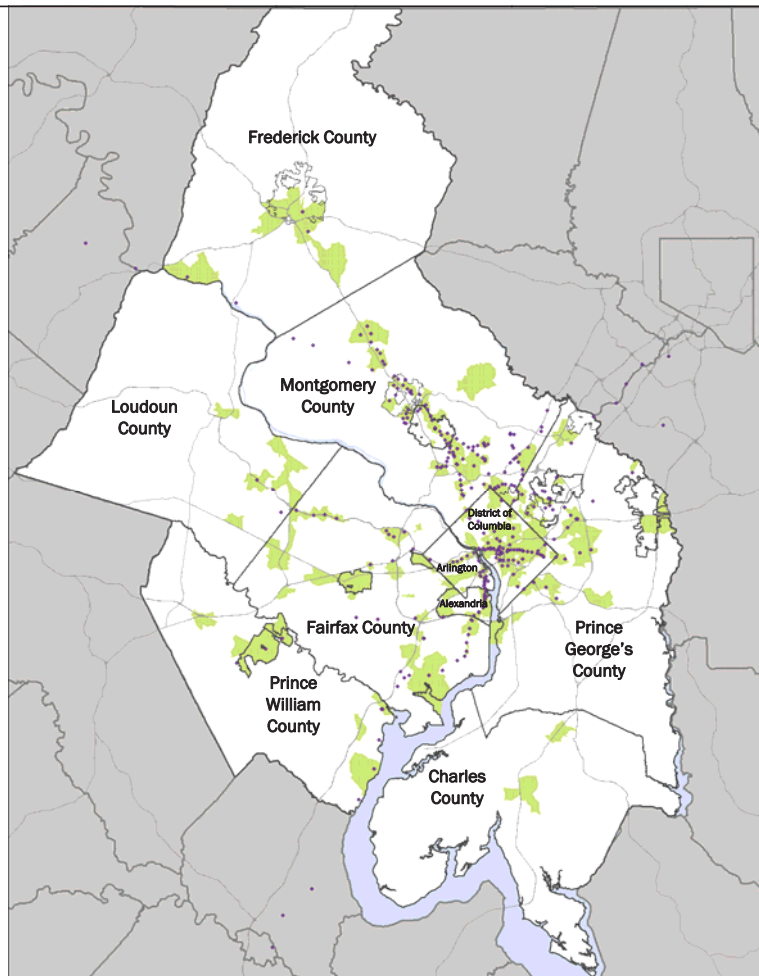 Frederick County
Montgomery
County
Loudoun
County
District of
Columbia
Arlington
Alexandria
Fairfax County
Prince
George's
County
Prince
William
County
Charles
County